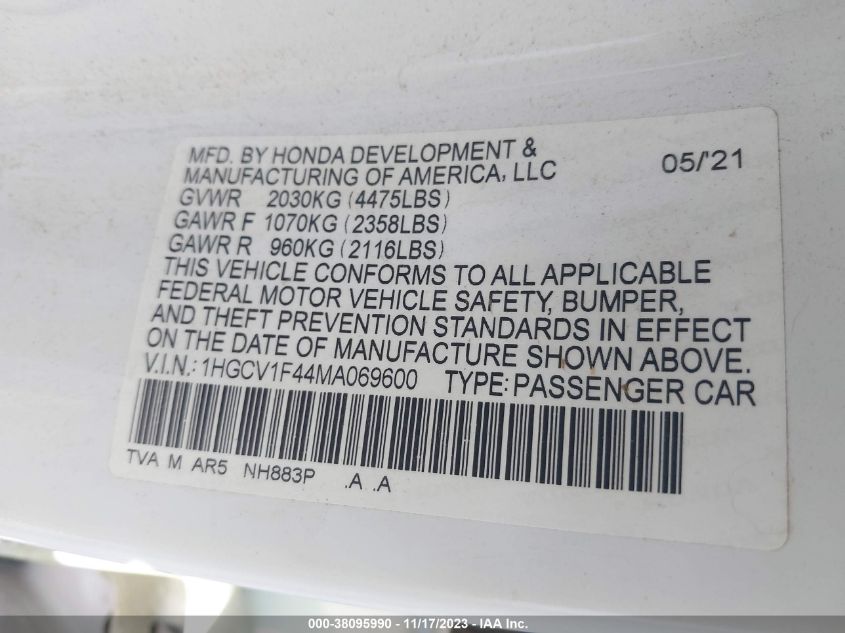 MFD. BY HONDA DEVELOPMENT & 05/'21
MANUFACTURING OF AMERICA, LLC
GVWR 2030KG (4475LBS)
GAWR F 1070KG (2358LBS)
GAWR R 960KG (2116LBS)
THIS VEHICLE CONFORMS TO ALL APPLICABLE
FEDERAL MOTOR VEHICLE SAFETY, BUMPER,
AND THEFT PREVENTION STANDARDS IN EFFECT
ON THE DATE OF MANUFACTURE SHOWN ABOVE.
V.I.N.: 1HGCV1F44MA069600 TYPE: PASSENGER CAR
TVA M AR5 NH883P .A .A
000-38095990 - 11/17/2023 - IAA Inc.